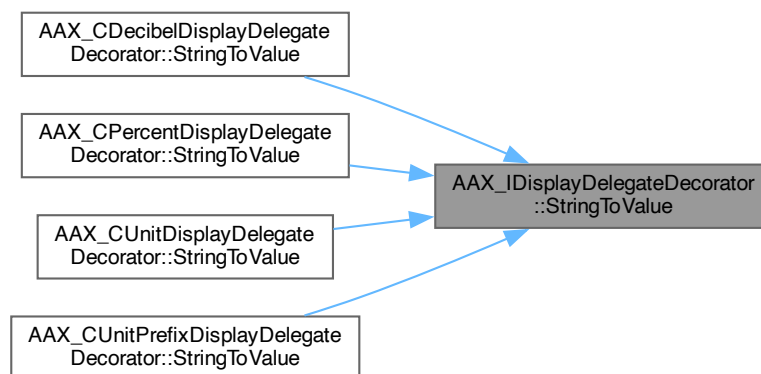 AAX_CDecibelDisplayDelegate
Decorator::StringToValue
AAX_CPercentDisplayDelegate
Decorator::StringToValue
AAX_IDisplayDelegateDecorator
::StringToValue
AAX_CUnitDisplayDelegate
Decorator::StringToValue
AAX_CUnitPrefixDisplayDelegate
Decorator::StringToValue